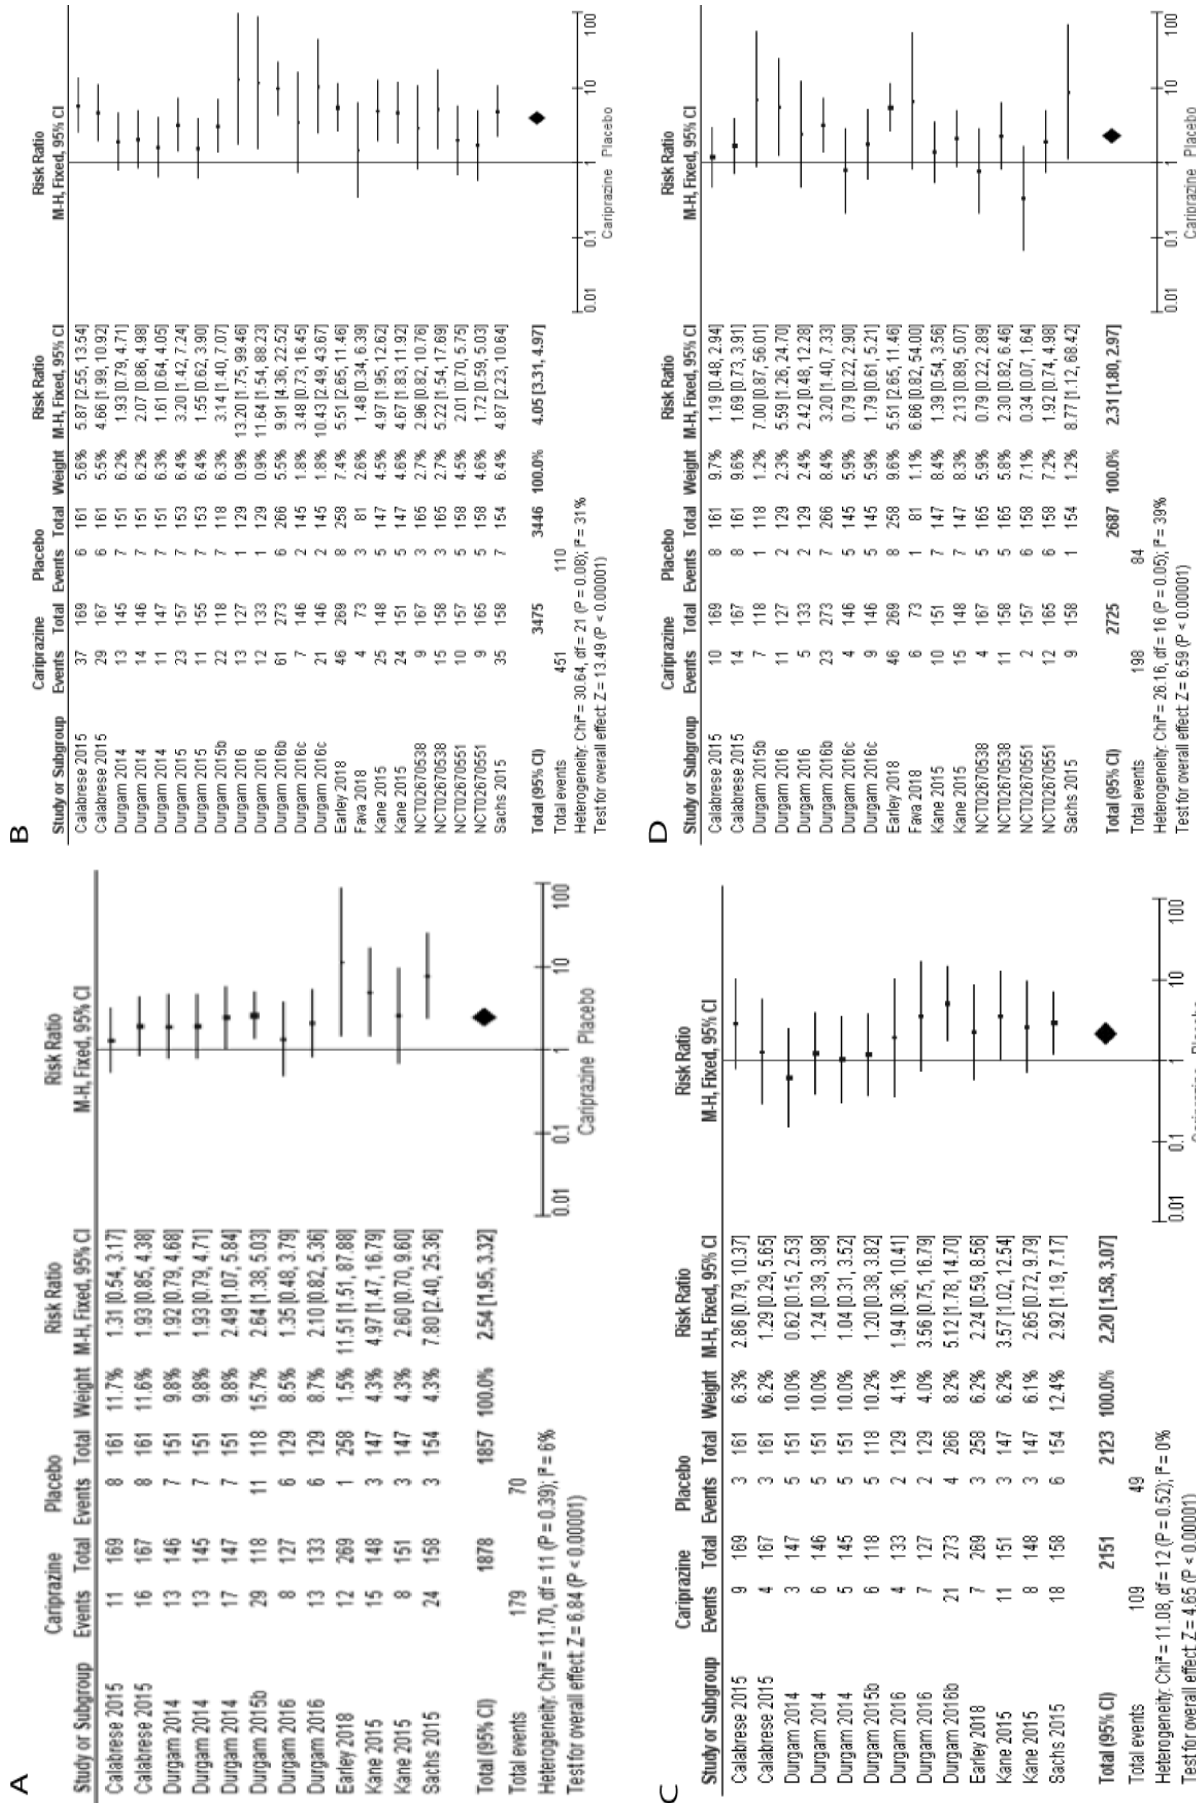 A
Cariprazine Placebo Risk Ratio Risk Ratio
Study or Subgroup Events Total Events Total Weight M-H, Fixed, 95% CI M-H, Fixed, 95% CI
Calabrese 2015 11 169 8 161 11.7% 1.31 [0.54, 3.17]
Calabrese 2015 16 167 8 161 11.6% 1.93 [0.85, 4.38]
Durgam 2014 13 146 7 151 9.8% 1.92 [0.79, 4.68]
Durgam 2014 13 145 7 151 9.8% 1.93 [0.79, 4.71]
Durgam 2014 17 147 7 151 9.8% 2.49 [1.07, 5.84]
Durgam 2015b 29 118 11 118 15.7% 2.64 [1.38, 5.03]
Durgam 2016 8 127 6 129 8.5% 1.35 [0.48, 3.79]
Durgam 2016 13 133 6 129 8.7% 2.10 [0.82, 5.36]
Earley 2018 12 269 1 258 1.5% 11.51 [1.51, 87.88]
Kane 2015 15 148 3 147 4.3% 4.97 [1.47, 16.79]
Kane 2015 8 151 3 147 4.3% 2.60 [0.70, 9.60]
Sachs 2015 24 158 3 154 4.3% 7.80 [2.40, 25.36]
Total (95% CI) 1878 1857 100.0% 2.54 [1.95, 3.32]
Total events 179 70
Heterogeneity: Chi² = 11.70, df = 11 (P = 0.39); I² = 6%
Test for overall effect: Z = 6.84 (P < 0.00001)
0.01 0.1 1 10 100
Cariprazine Placebo
B
Cariprazine Placebo Risk Ratio Risk Ratio
Study or Subgroup Events Total Events Total Weight M-H, Fixed, 95% CI M-H, Fixed, 95% CI
Calabrese 2015 37 169 6 161 5.6% 5.87 [2.55, 13.54]
Calabrese 2015 29 167 6 161 5.5% 4.66 [1.99, 10.92]
Durgam 2014 13 145 7 151 6.2% 1.93 [0.79, 4.71]
Durgam 2014 14 146 7 151 6.2% 2.07 [0.86, 4.98]
Durgam 2014 11 147 7 151 6.3% 1.61 [0.64, 4.05]
Durgam 2015 23 157 7 153 6.4% 3.20 [1.42, 7.24]
Durgam 2015 11 155 7 153 6.4% 1.55 [0.62, 3.90]
Durgam 2015b 22 118 7 118 6.3% 3.14 [1.40, 7.07]
Durgam 2016 13 127 1 129 0.9% 13.20 [1.75, 99.46]
Durgam 2016 12 133 1 129 0.9% 11.64 [1.54, 88.23]
Durgam 2016b 61 273 6 266 5.5% 9.91 [4.36, 22.52]
Durgam 2016c 7 146 2 145 1.8% 3.48 [0.73, 16.45]
Durgam 2016c 21 146 2 145 1.8% 10.43 [2.49, 43.67]
Earley 2018 46 269 8 258 7.4% 5.51 [2.65, 11.46]
Fava 2018 4 73 3 81 2.6% 1.48 [0.34, 6.39]
Kane 2015 25 148 5 147 4.5% 4.97 [1.95, 12.62]
Kane 2015 24 151 5 147 4.6% 4.67 [1.83, 11.92]
NCT02670538 9 167 3 165 2.7% 2.96 [0.82, 10.76]
NCT02670538 15 158 3 165 2.7% 5.22 [1.54, 17.69]
NCT02670551 10 157 5 158 4.5% 2.01 [0.70, 5.75]
NCT02670551 9 165 5 158 4.6% 1.72 [0.59, 5.03]
Sachs 2015 35 158 7 154 6.4% 4.87 [2.23, 10.64]
Total (95% CI) 3475 3446 100.0% 4.05 [3.31, 4.97]
Total events 451 110
Heterogeneity: Chi² = 30.64, df = 21 (P = 0.08); I² = 31%
Test for overall effect: Z = 13.49 (P < 0.00001)
0.01 0.1 1 10 100
Cariprazine Placebo
C
Cariprazine Placebo Risk Ratio Risk Ratio
Study or Subgroup Events Total Events Total Weight M-H, Fixed, 95% CI M-H, Fixed, 95% CI
Calabrese 2015 9 169 3 161 6.3% 2.86 [0.79, 10.37]
Calabrese 2015 4 167 3 161 6.2% 1.29 [0.29, 5.65]
Durgam 2014 3 147 5 151 10.0% 0.62 [0.15, 2.53]
Durgam 2014 6 146 5 151 10.0% 1.24 [0.39, 3.98]
Durgam 2014 5 145 5 151 10.0% 1.04 [0.31, 3.52]
Durgam 2015b 6 118 5 118 10.2% 1.20 [0.38, 3.82]
Durgam 2016 4 133 2 129 4.1% 1.94 [0.36, 10.41]
Durgam 2016 7 127 2 129 4.0% 3.56 [0.75, 16.79]
Durgam 2016b 21 273 4 266 8.2% 5.12 [1.78, 14.70]
Earley 2018 7 269 3 258 6.2% 2.24 [0.59, 8.56]
Kane 2015 11 151 3 147 6.2% 3.57 [1.02, 12.54]
Kane 2015 8 148 3 147 6.1% 2.65 [0.72, 9.79]
Sachs 2015 18 158 6 154 12.4% 2.92 [1.19, 7.17]
Total (95% CI) 2151 2123 100.0% 2.20 [1.58, 3.07]
Total events 109 49
Heterogeneity: Chi² = 11.08, df = 12 (P = 0.52); I² = 0%
Test for overall effect: Z = 4.65 (P < 0.00001)
0.01 0.1 1 10 100
D
Cariprazine Placebo Risk Ratio Risk Ratio
Study or Subgroup Events Total Events Total Weight M-H, Fixed, 95% CI M-H, Fixed, 95% CI
Calabrese 2015 10 169 8 161 9.7% 1.19 [0.48, 2.94]
Calabrese 2015 14 167 8 161 9.6% 1.69 [0.73, 3.91]
Durgam 2015b 7 118 1 118 1.2% 7.00 [0.87, 56.01]
Durgam 2016 11 127 2 129 2.3% 5.59 [1.26, 24.70]
Durgam 2016 5 133 2 129 2.4% 2.42 [0.48, 12.28]
Durgam 2016b 23 273 7 266 8.4% 3.20 [1.40, 7.33]
Durgam 2016c 4 146 5 145 5.9% 0.79 [0.22, 2.90]
Durgam 2016c 9 146 5 145 5.9% 1.79 [0.61, 5.21]
Earley 2018 46 269 8 258 9.6% 5.51 [2.65, 11.46]
Fava 2018 6 73 1 81 1.1% 6.66 [0.82, 54.00]
Kane 2015 10 151 7 147 8.4% 1.39 [0.54, 3.56]
Kane 2015 15 148 7 147 8.3% 2.13 [0.89, 5.07]
NCT02670538 4 167 5 165 5.9% 0.79 [0.22, 2.89]
NCT02670538 11 158 5 165 5.8% 2.30 [0.82, 6.46]
NCT02670551 2 157 6 158 7.1% 0.34 [0.07, 1.64]
NCT02670551 12 165 6 158 7.2% 1.92 [0.74, 4.98]
Sachs 2015 9 158 1 154 1.2% 8.77 [1.12, 68.42]
Total (95% CI) 2725 2687 100.0% 2.31 [1.80, 2.97]
Total events 198 84
Heterogeneity: Chi² = 26.16, df = 16 (P = 0.05); I² = 39%
Test for overall effect: Z = 6.59 (P < 0.00001)
0.01 0.1 1 10 100
Cariprazine Placebo